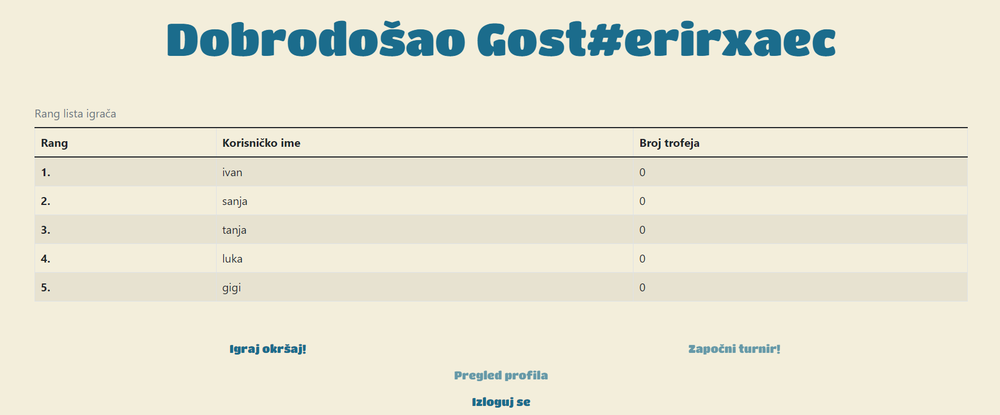 Dobrodošao Gost#erirxaec
Rang lista igrača
Rang Korisničko ime Broj trofeja
1. ivan 0
2. sanja 0
3. tanja 0
4. luka 0
5. gigi 0
Igraj okršaj! Započni turnir!
Pregled profila
Izloguj se